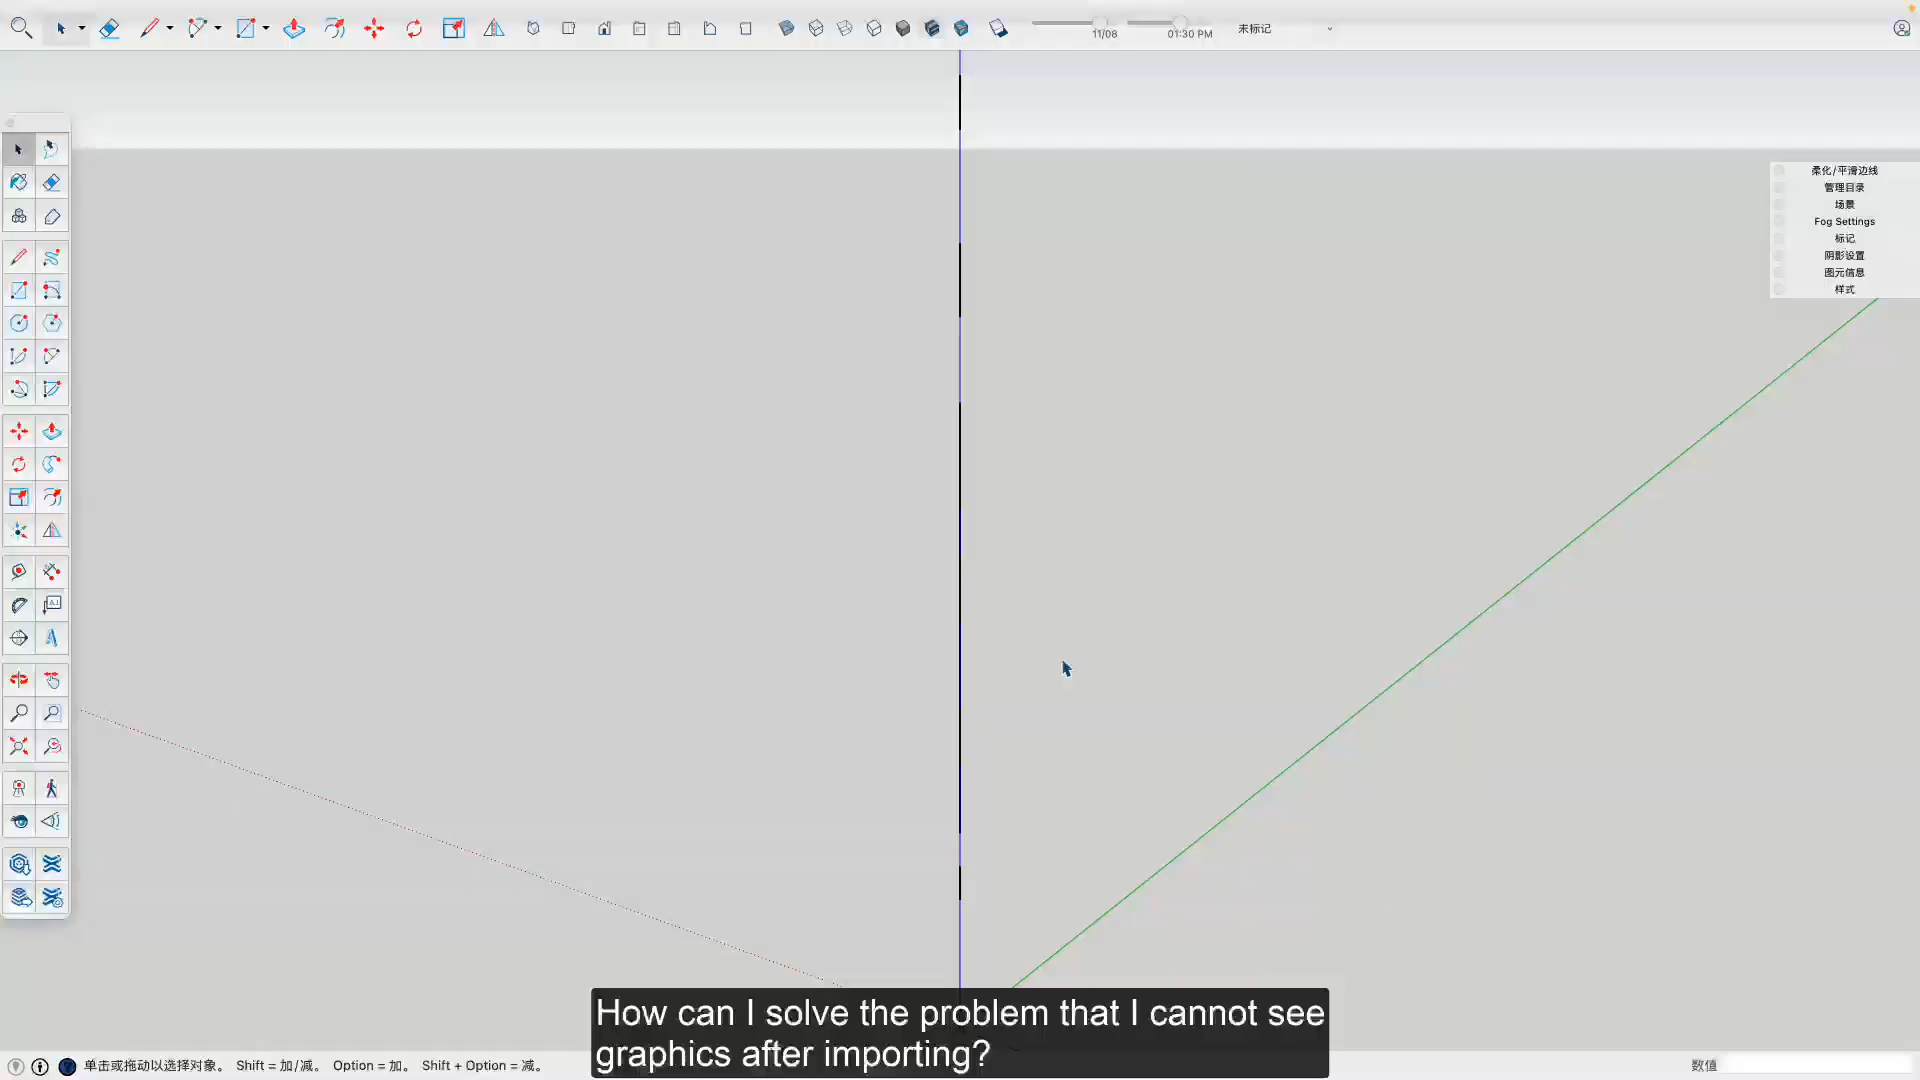 11/08
01:30 PM
未标记
柔化/平滑边线
管理目录
场景
Fog Settings
标记
阴影设置
图元信息
样式
How can I solve the problem that I cannot see
graphics after importing?
单击或拖动以选择对象。 Shift = 加/减。 Option = 加。 Shift + Option = 减。
数值